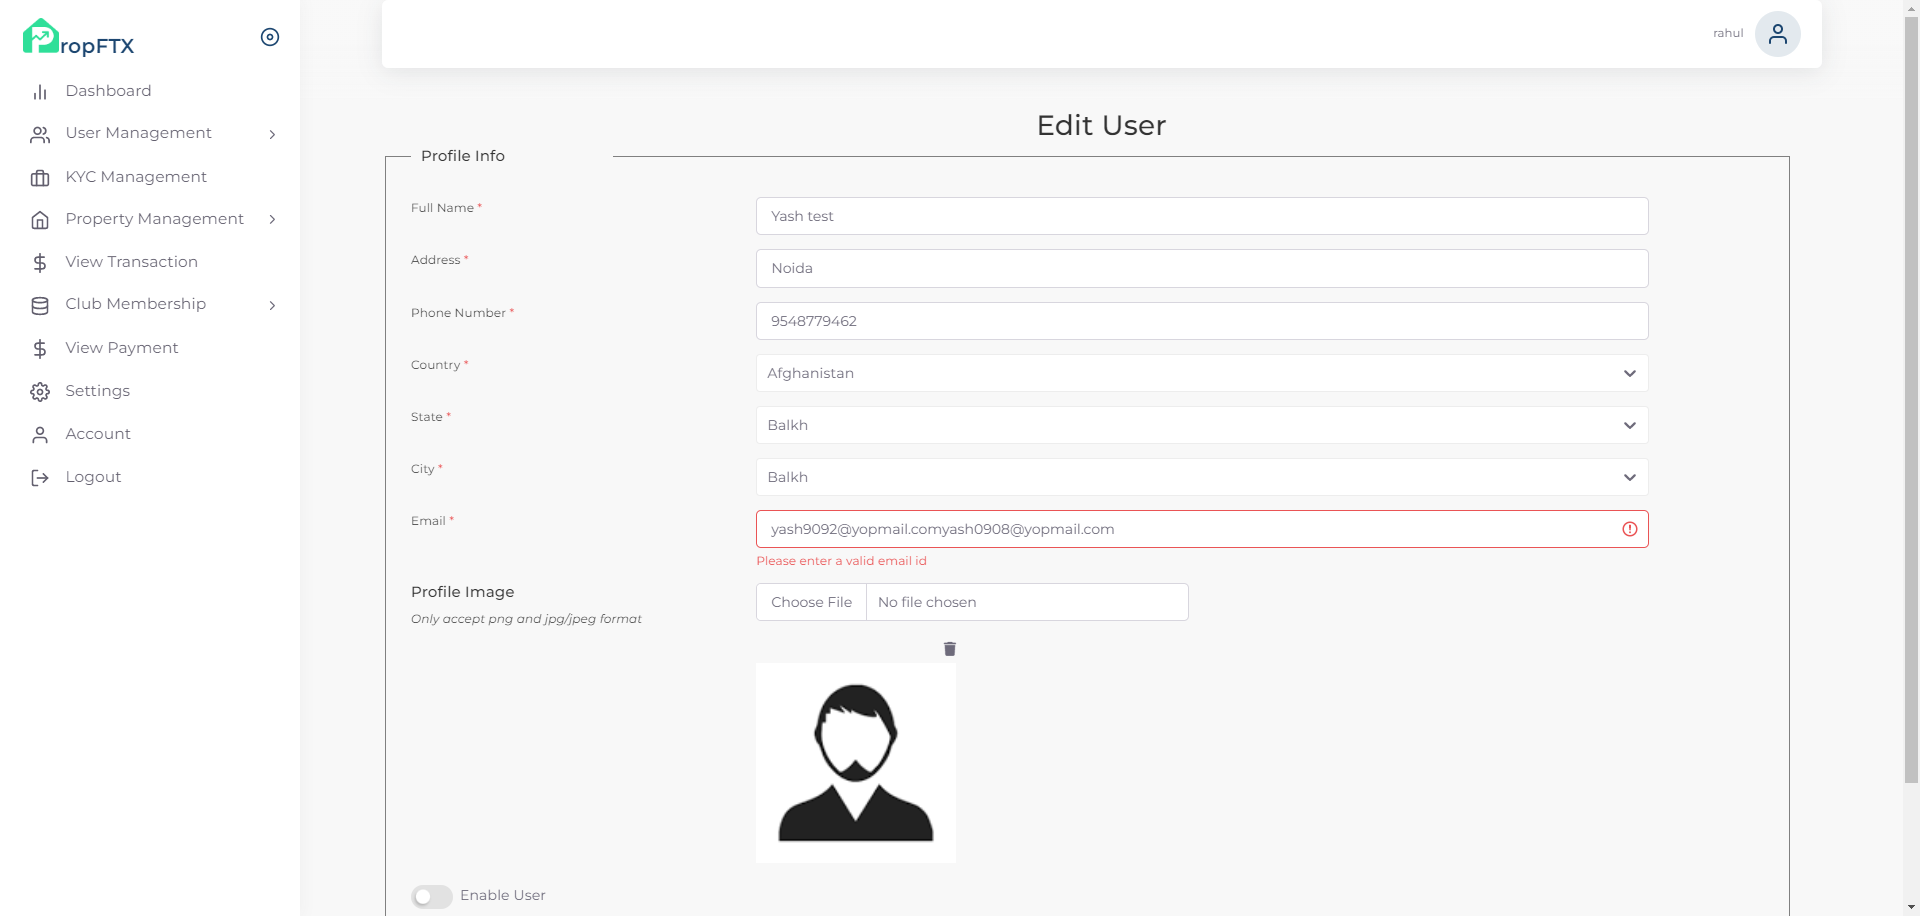 ropFTX
Dashboard
User Management
KYC Management
Property Management
View Transaction
Club Membership
View Payment
Settings
Account
Logout
rahul
Edit User
Profile Info
Full Name *
Yash test
Address *
Noida
Phone Number *
9548779462
Country *
Afghanistan
State *
Balkh
City *
Balkh
Email *
yash9092@yopmail.comyash0908@yopmail.com
Please enter a valid email id
Profile Image
Choose File No file chosen
Only accept png and jpg/jpeg format
Enable User